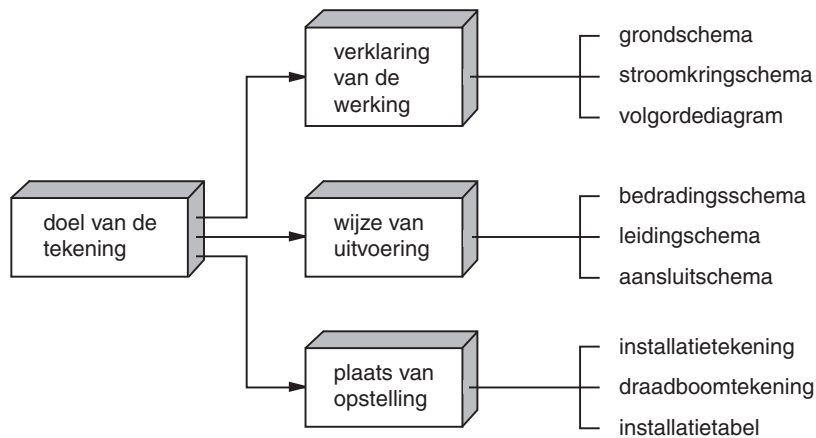 doel van de
tekening
verklaring
van de
werking
grondschema
stroomkringschema
volgordediagram
wijze van
uitvoering
bedradingsschema
leidingschema
aansluitschema
plaats van
opstelling
installatietekening
draadboomtekening
installatietabel